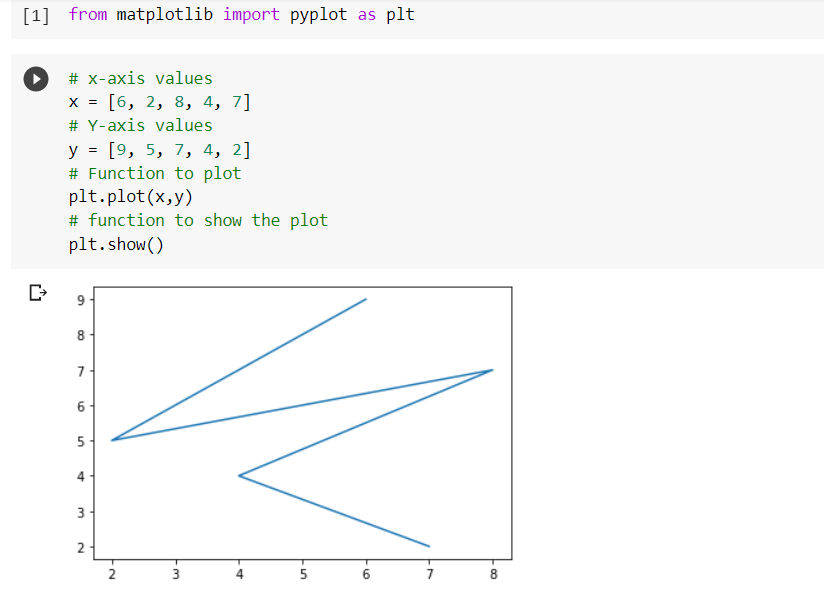 [1] from matplotlib import pyplot as plt
# x-axis values
x = [6, 2, 8, 4, 7]
# Y-axis values
y = [9, 5, 7, 4, 2]
# Function to plot
plt.plot(x,y)
# function to show the plot
plt.show()
9
8
7
6
5
4
3
2
2 3 4 5 6 7 8